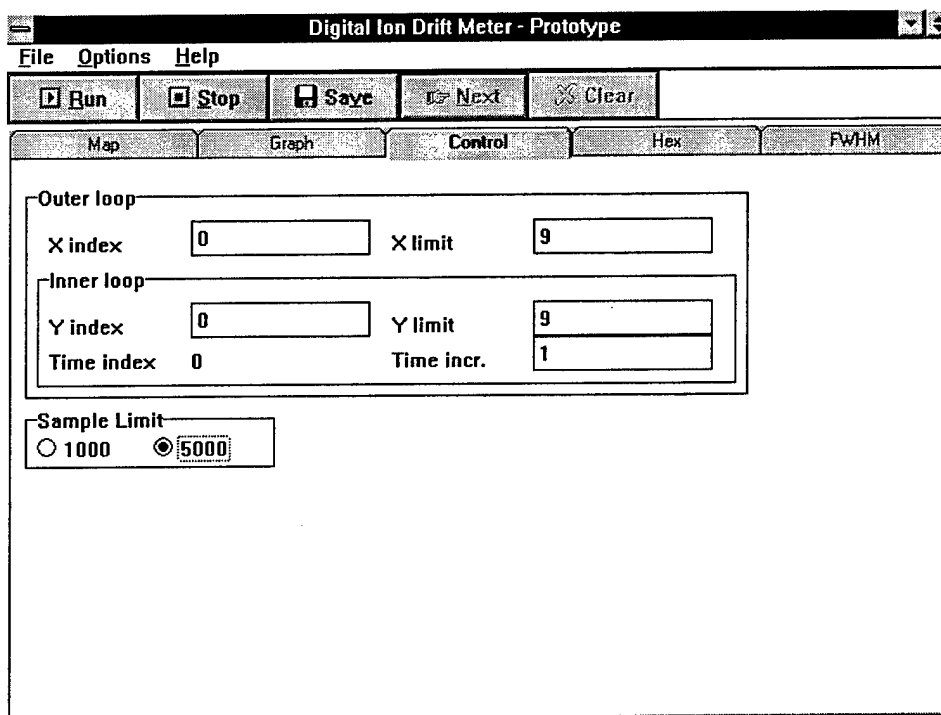 Digital Ion Drift Meter - Prototype
File Options Help
Run Stop Save Next Clear
Map Graph Control Hex FWHM
Outer loop
X index 0 X limit 9
Inner loop
Y index 0 Y limit 9
Time index 0 Time incr. 1
Sample Limit
1000 5000